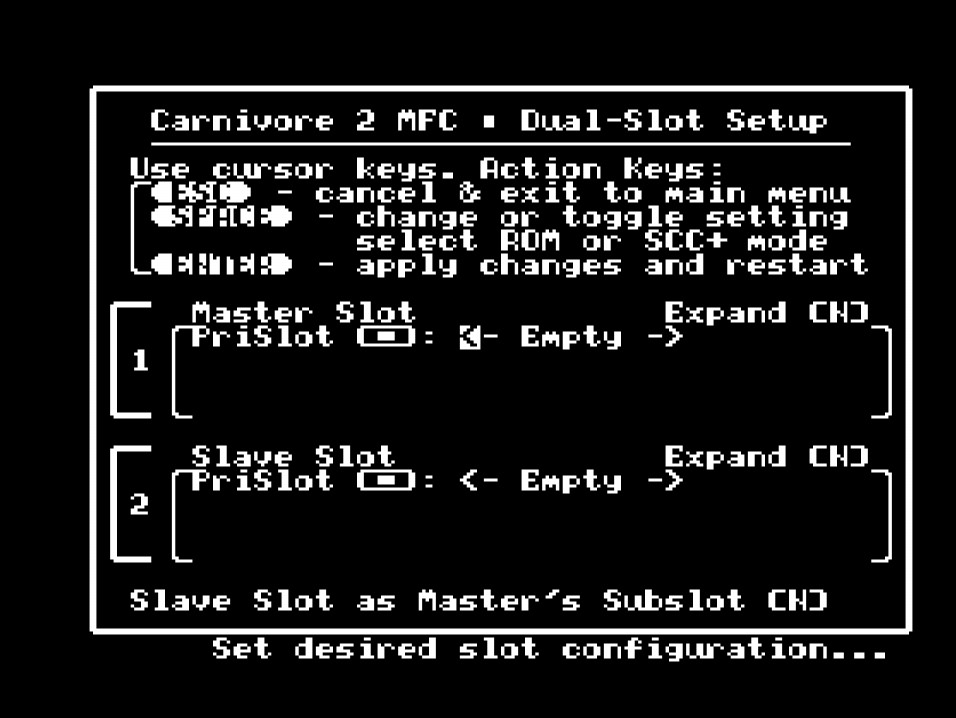 Carnivore 2 MFC ▪ Dual-Slot Setup
Use cursor keys. Action Keys:
ESC - cancel & exit to main menu
SPACE - change or toggle setting
select ROM or SCC+ mode
ENTER - apply changes and restart
Master Slot Expand [N]
PriSlot : <- Empty ->
1
Slave Slot Expand [N]
PriSlot : <- Empty ->
2
Slave Slot as Master's Subslot [N]
Set desired slot configuration...